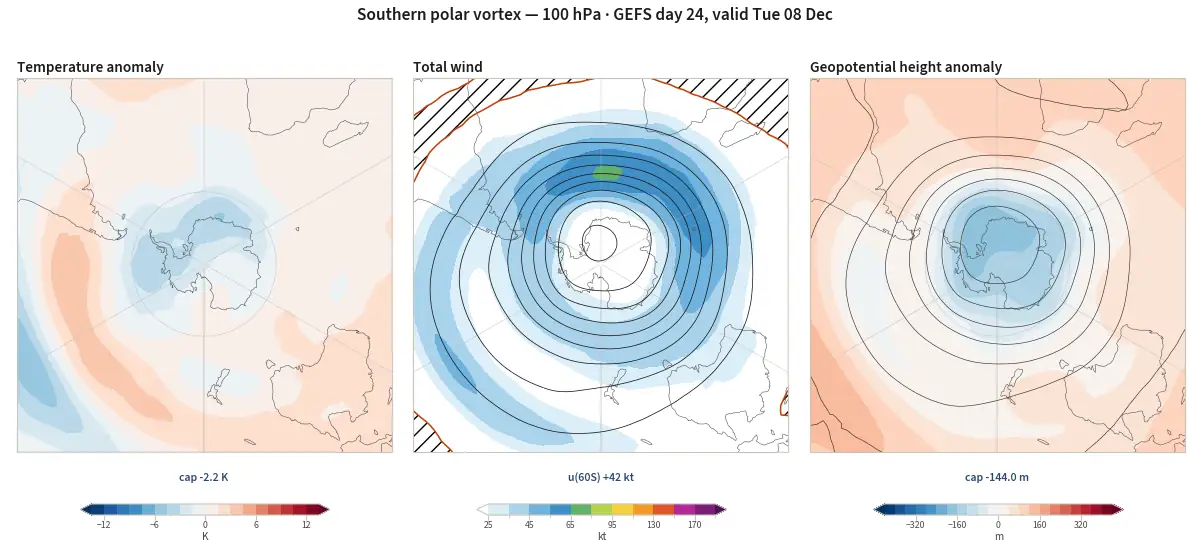 Southern polar vortex — 100 hPa · GEFS day 24, valid Tue 08 Dec
Temperature anomaly
Total wind
Geopotential height anomaly
cap -2.2 K
u(60S) +42 kt
cap -144.0 m
−12 −6 0 6 12
K
25 45 65 95 130 170
kt
−320 −160 0 160 320
m